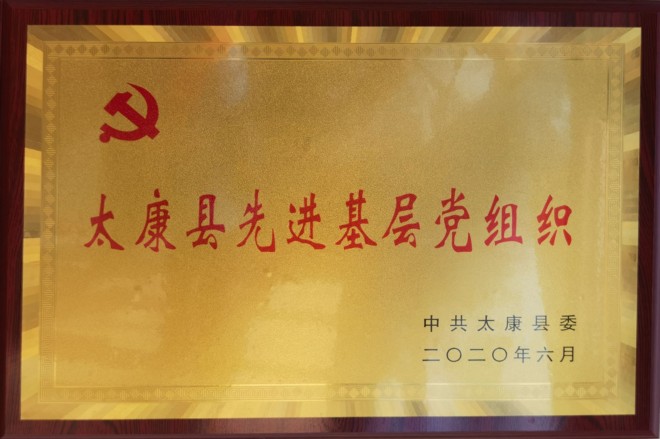 太康县先进基层党组织
中共太康县委
二〇二〇年六月